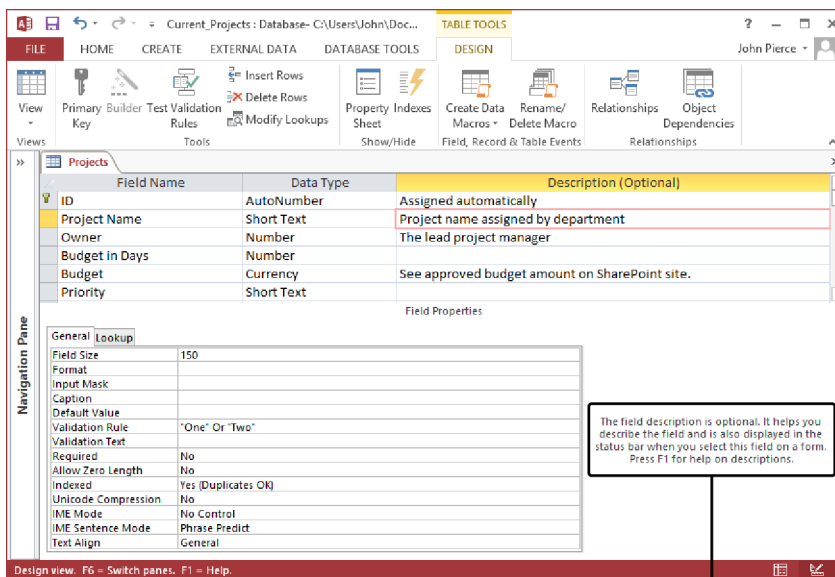 Current_Projects : Database- C:\Users\John\Doc...
TABLE TOOLS
?
FILE
HOME
CREATE
EXTERNAL DATA
DATABASE TOOLS
DESIGN
John Pierce
View
Primary Key
Builder
Test Validation Rules
Insert Rows
Delete Rows
Modify Lookups
Property Sheet
Indexes
Create Data Macros
Rename/ Delete Macro
Relationships
Object Dependencies
Views
Tools
Show/Hide
Field, Record & Table Events
Relationships
Projects
Field Name Data Type Description (Optional)
ID AutoNumber Assigned automatically
Project Name Short Text Project name assigned by department
Owner Number The lead project manager
Budget in Days Number
Budget Currency See approved budget amount on SharePoint site.
Priority Short Text
Field Properties
Navigation Pane
General Lookup
Field Size 150
Format
Input Mask
Caption
Default Value
Validation Rule "One" Or "Two"
Validation Text
Required No
Allow Zero Length No
Indexed Yes (Duplicates OK)
Unicode Compression No
IME Mode No Control
IME Sentence Mode Phrase Predict
Text Align General
The field description is optional. It helps you
describe the field and is also displayed in the
status bar when you select this field on a form.
Press F1 for help on descriptions.
Design view. F6 = Switch panes. F1 = Help.